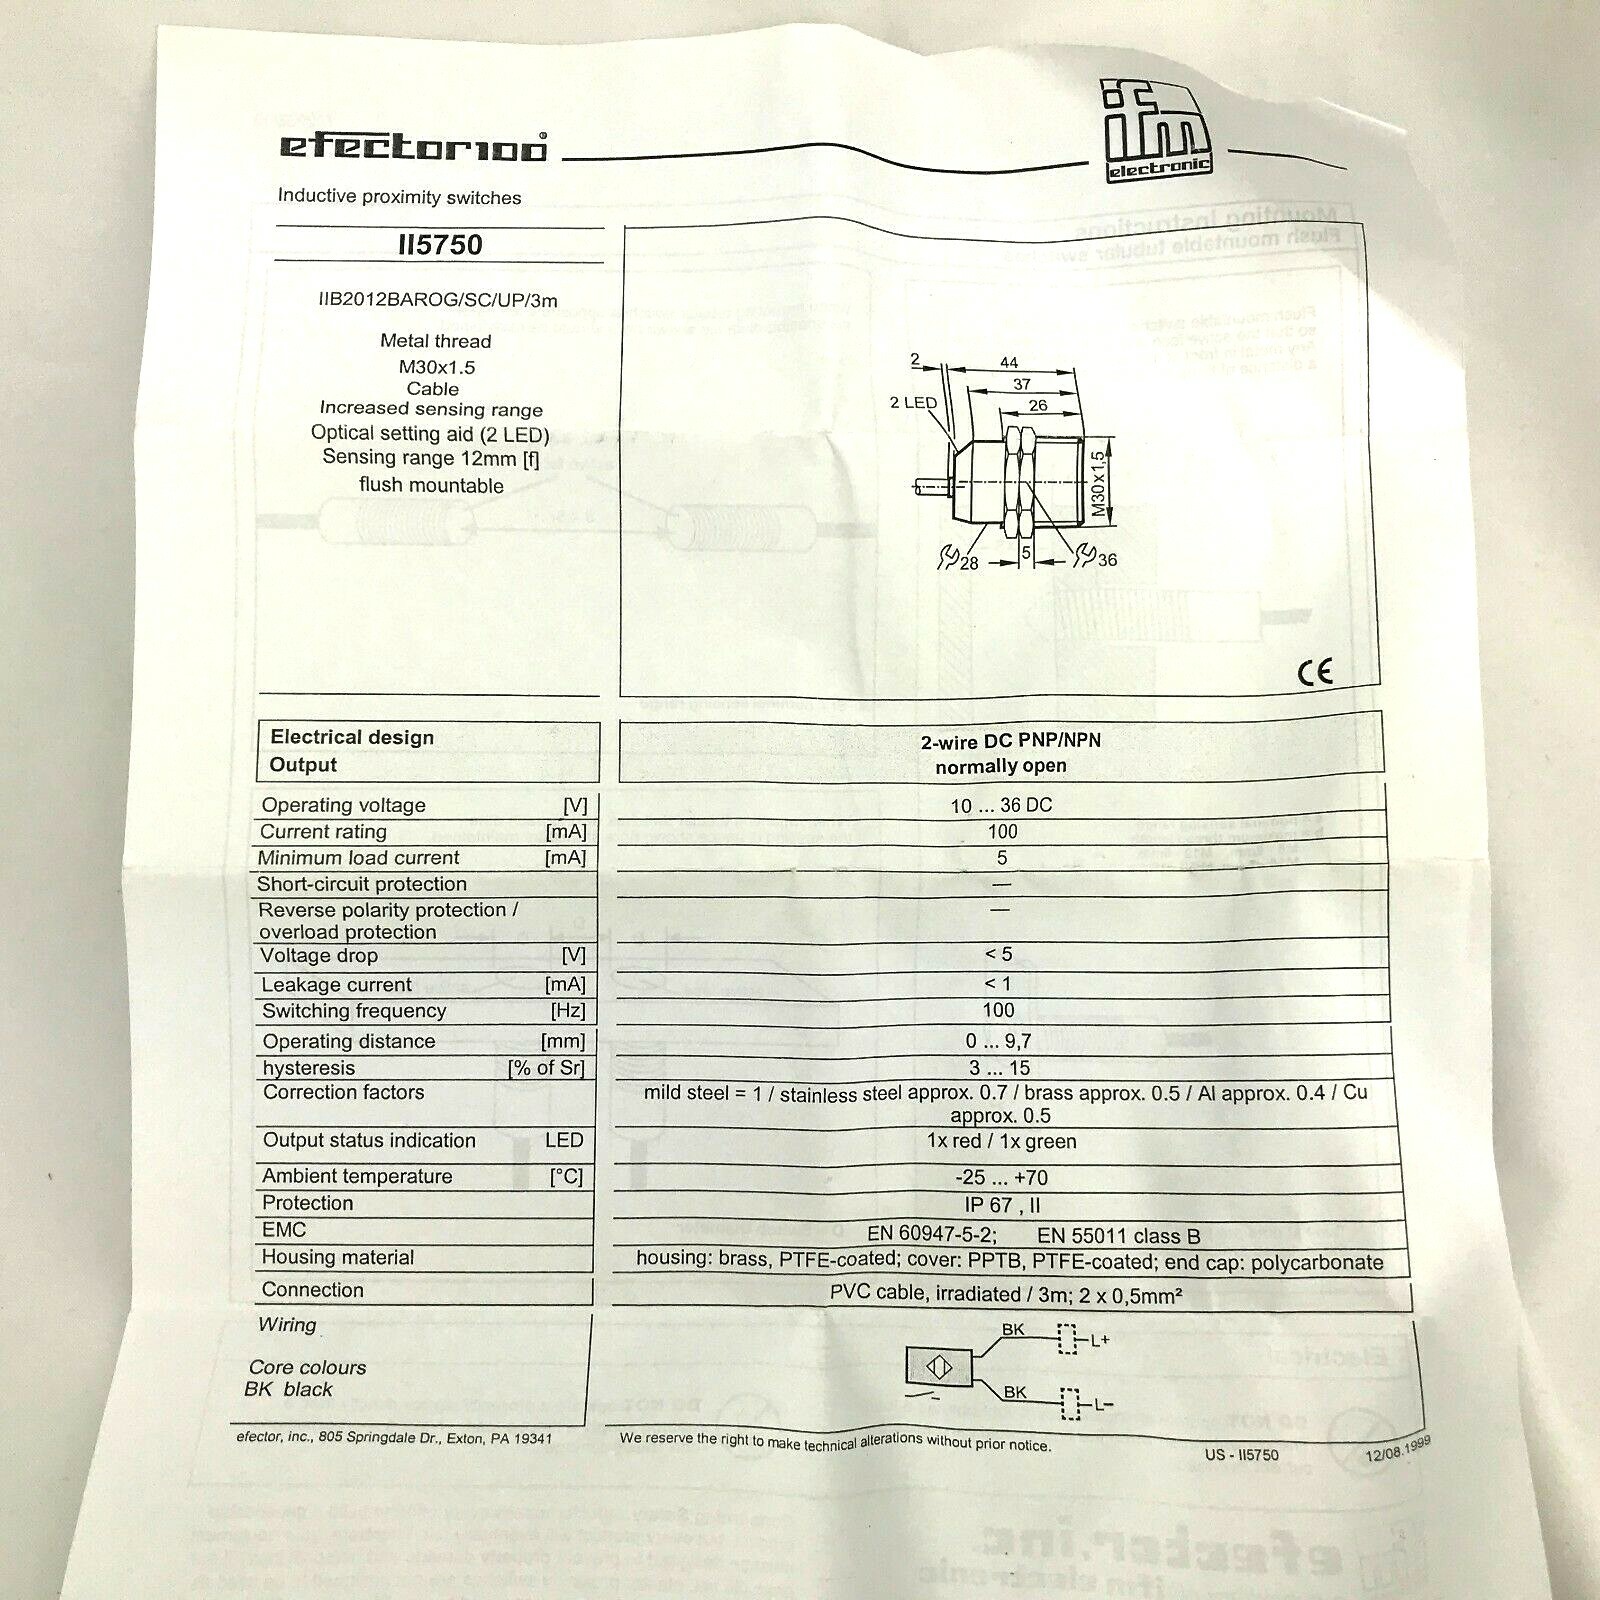 efector100®
ifm electronic
Inductive proximity switches
II5750
IIB2012BAROG/SC/UP/3m
Metal thread
M30x1.5
Cable
Increased sensing range
Optical setting aid (2 LED)
Sensing range 12mm [f]
flush mountable
2 44
37
2 LED 26
M30x1,5
28 5 36
CE
Electrical design 2-wire DC PNP/NPN
Output normally open
Operating voltage [V] 10 ... 36 DC
Current rating [mA] 100
Minimum load current [mA] 5
Short-circuit protection —
Reverse polarity protection / —
overload protection
Voltage drop [V] < 5
Leakage current [mA] < 1
Switching frequency [Hz] 100
Operating distance [mm] 0 ... 9,7
hysteresis [% of Sr] 3 ... 15
Correction factors mild steel = 1 / stainless steel approx. 0.7 / brass approx. 0.5 / Al approx. 0.4 / Cu
approx. 0.5
Output status indication LED 1x red / 1x green
Ambient temperature [°C] -25 ... +70
Protection IP 67 , II
EMC EN 60947-5-2; EN 55011 class B
Housing material housing: brass, PTFE-coated; cover: PPTB, PTFE-coated; end cap: polycarbonate
Connection PVC cable, irradiated / 3m; 2 x 0,5mm²
Wiring
BK L+
Core colours
BK black
BK L–
efector, inc., 805 Springdale Dr., Exton, PA 19341 We reserve the right to make technical alterations without prior notice. US - II5750 12/08.1999